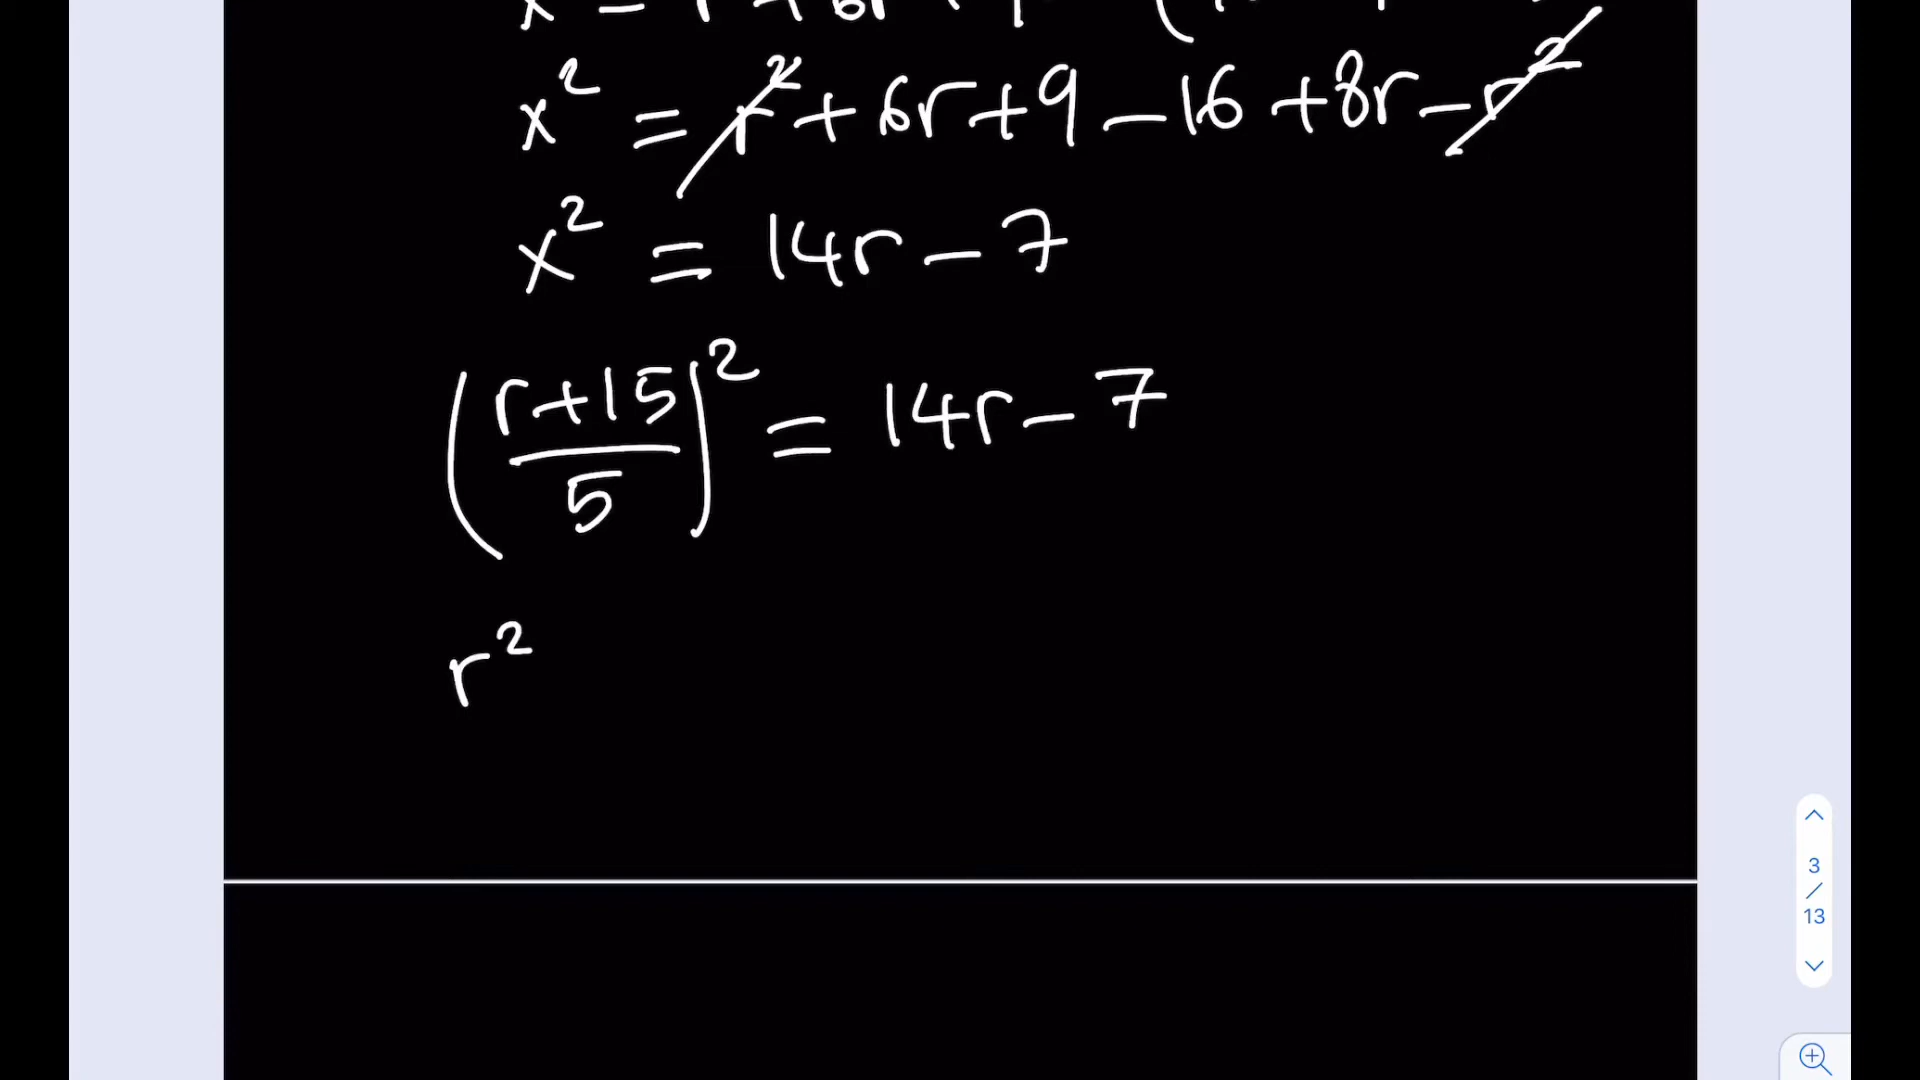 x² = r² + 6r + 9 - 16 + 8r - r²
x² = 14r - 7
((r+15)/5)² = 14r - 7
r²
3
/
13